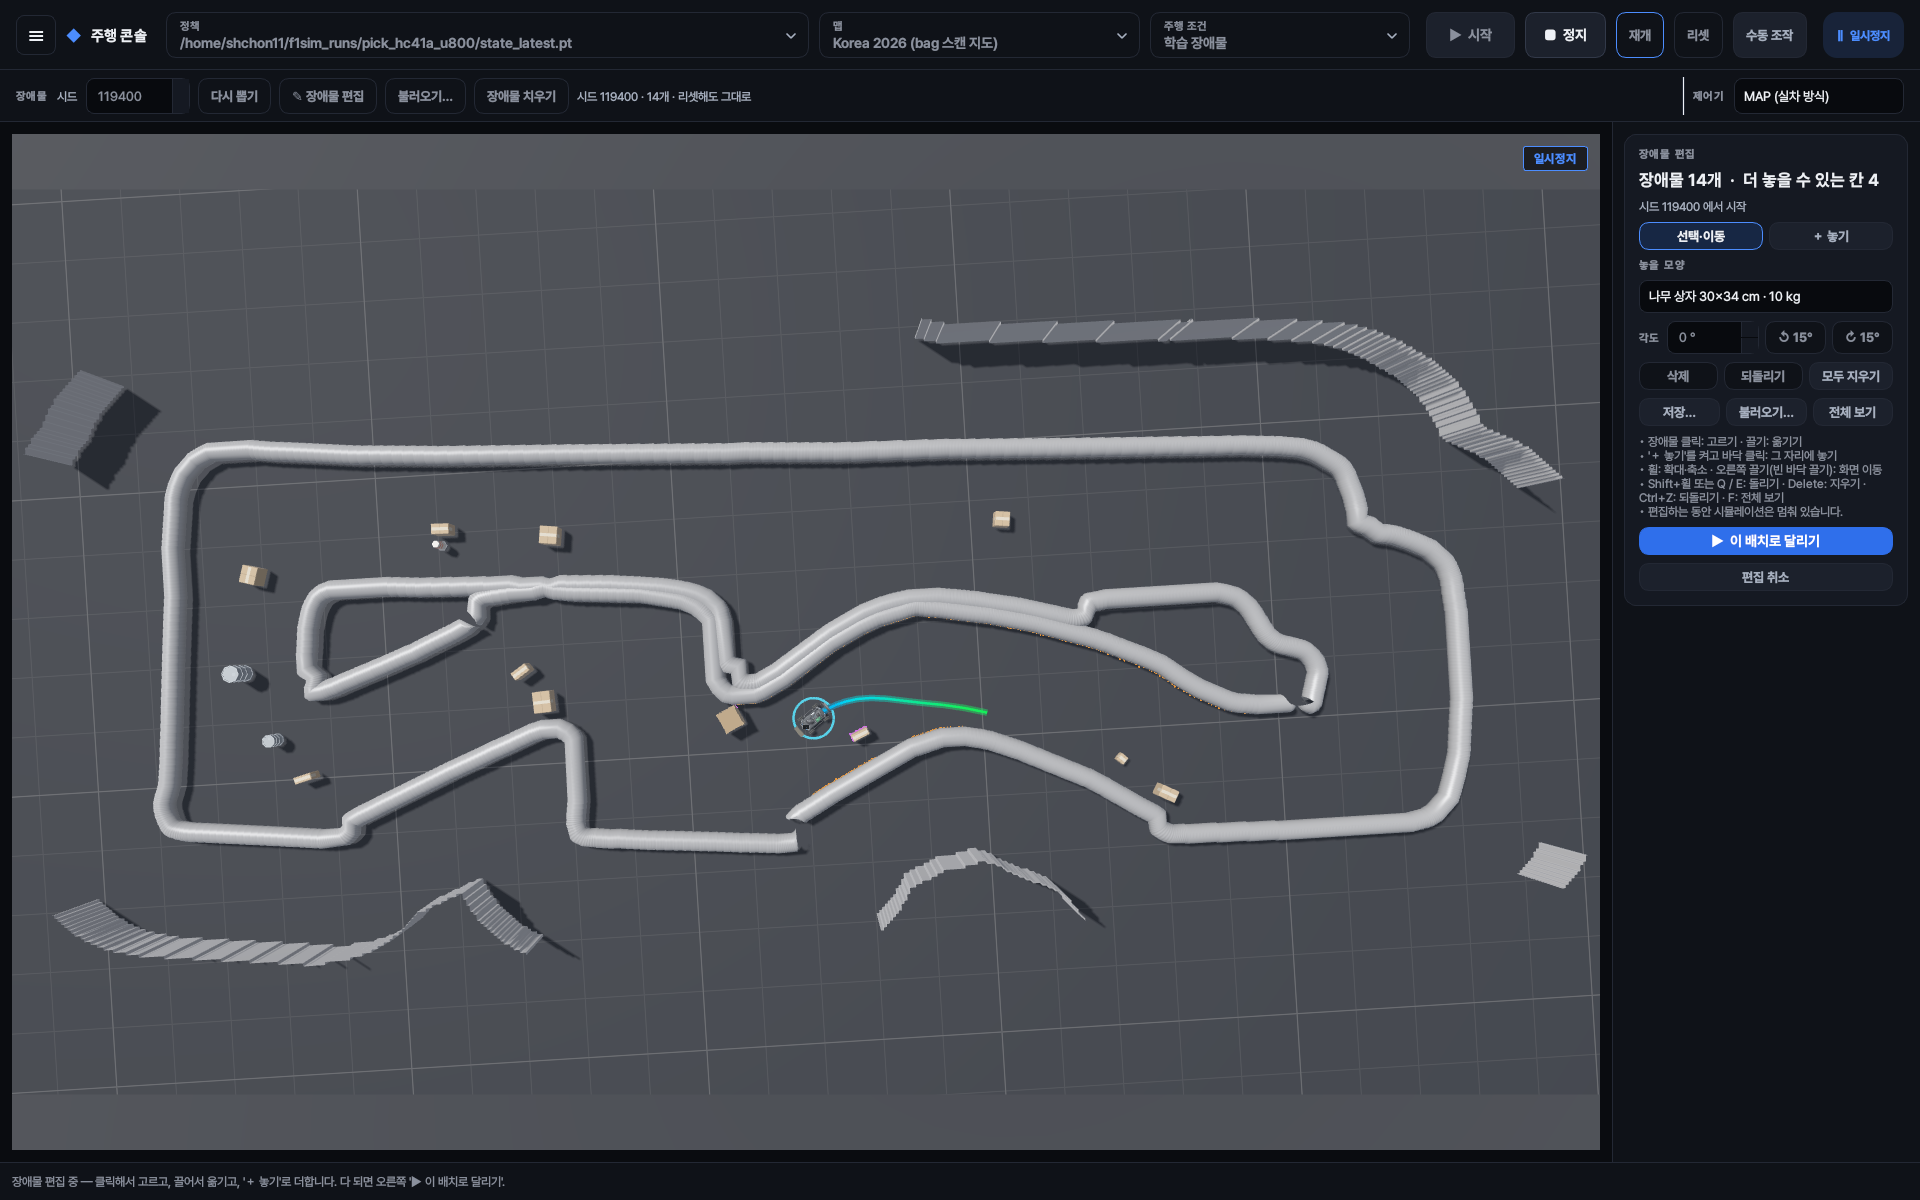 주행 콘솔
정책
/home/shchon11/f1sim_runs/pick_hc41a_u800/state_latest.pt
맵
Korea 2026 (bag 스캔 지도)
주행 조건
학습 장애물
▶ 시작
■ 정지
재개
리셋
수동 조작
일시정지
장애물 시드 119400
다시 뽑기
✎ 장애물 편집
불러오기...
장애물 치우기
시드 119400 · 14개 · 리셋해도 그대로
제어기
MAP (실차 방식)
일시정지
장애물 편집
장애물 14개 · 더 놓을 수 있는 칸 4
시드 119400 에서 시작
선택·이동
+ 놓기
놓을 모양
나무 상자 30×34 cm · 10 kg
각도 0 °
↺ 15°
↻ 15°
삭제
되돌리기
모두 지우기
저장...
불러오기...
전체 보기
• 장애물 클릭: 고르기 · 끌기: 옮기기
• '+ 놓기'를 켜고 바닥 클릭: 그 자리에 놓기
• 휠: 확대·축소 · 오른쪽 끌기(빈 바닥 끌기): 화면 이동
• Shift+휠 또는 Q / E: 돌리기 · Delete: 지우기 ·
Ctrl+Z: 되돌리기 · F: 전체 보기
• 편집하는 동안 시뮬레이션은 멈춰 있습니다.
▶ 이 배치로 달리기
편집 취소
장애물 편집 중 — 클릭해서 고르고, 끌어서 옮기고, '+ 놓기'로 더합니다. 다 되면 오른쪽 '▶ 이 배치로 달리기'.